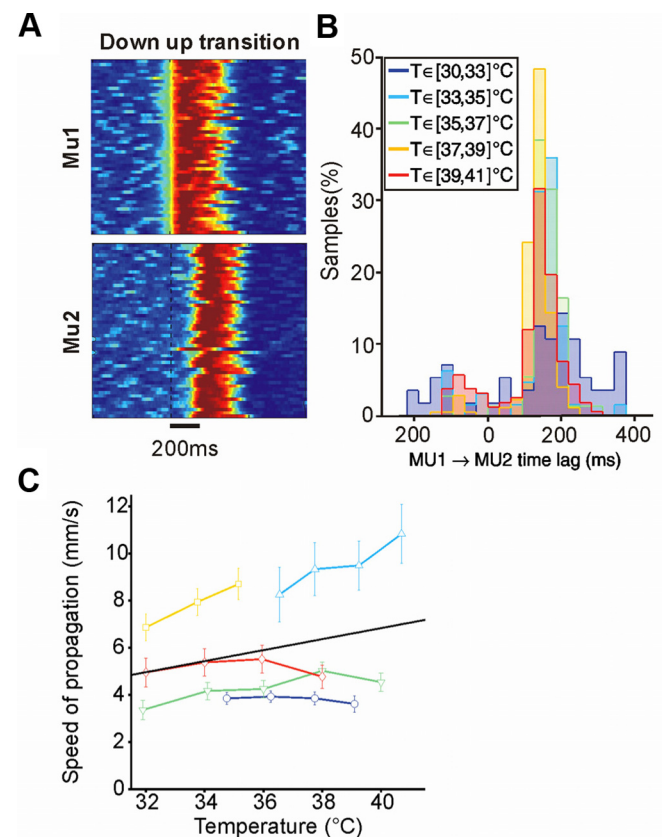 A
Down up transition
Mu1
Mu2
200ms
B
T∈[30,33]°C
T∈[33,35]°C
T∈[35,37]°C
T∈[37,39]°C
T∈[39,41]°C
Samples(%)
50
40
30
20
10
0
200 0 200 400
MU1 → MU2 time lag (ms)
C
Speed of propagation (mm/s)
12
10
8
6
4
2
0
32 34 36 38 40
Temperature (°C)